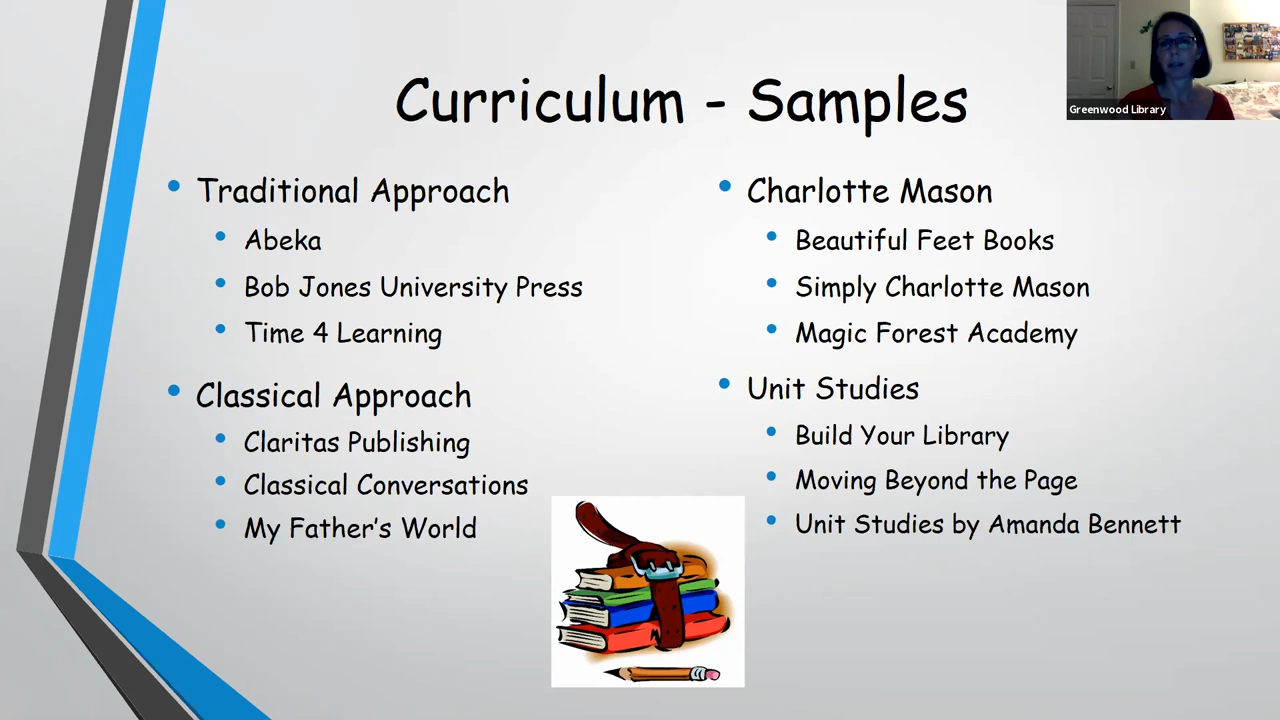 Curriculum - Samples
Greenwood Library
Traditional Approach
Abeka
Bob Jones University Press
Time 4 Learning
Classical Approach
Claritas Publishing
Classical Conversations
My Father's World
Charlotte Mason
Beautiful Feet Books
Simply Charlotte Mason
Magic Forest Academy
Unit Studies
Build Your Library
Moving Beyond the Page
Unit Studies by Amanda Bennett